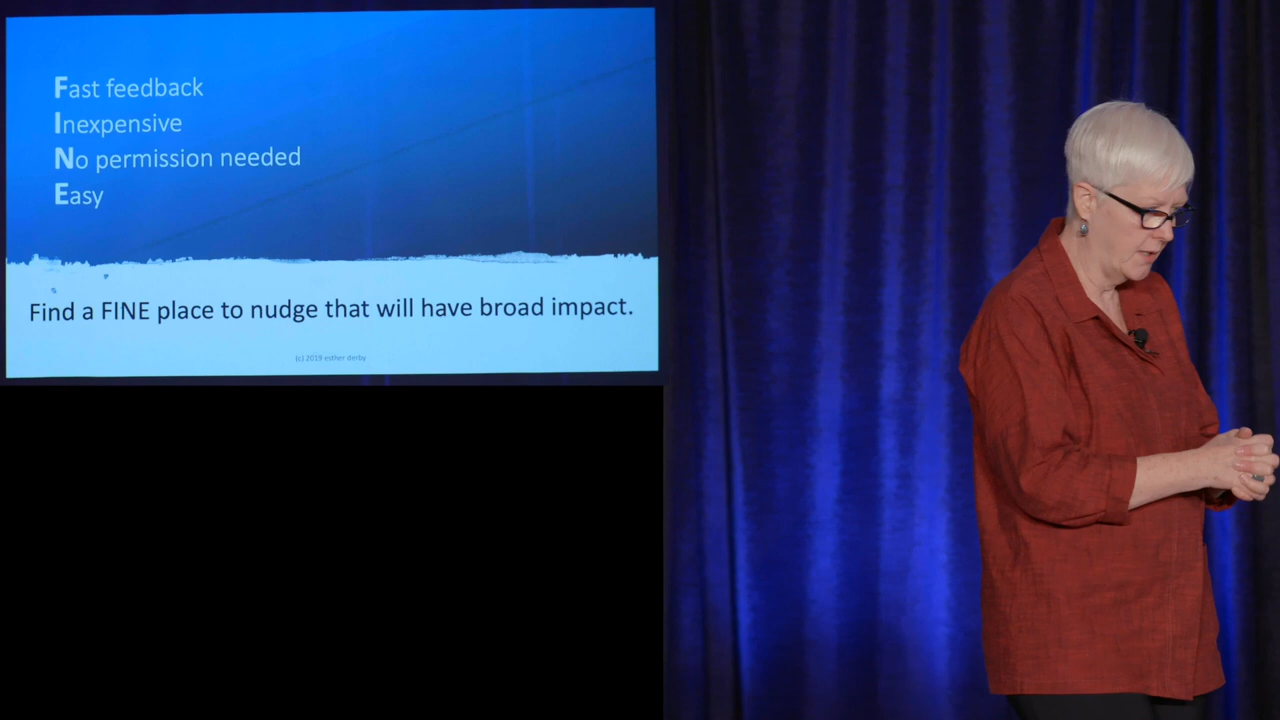 Fast feedback
Inexpensive
No permission needed
Easy
Find a FINE place to nudge that will have broad impact.
(c) 2019 esther derby